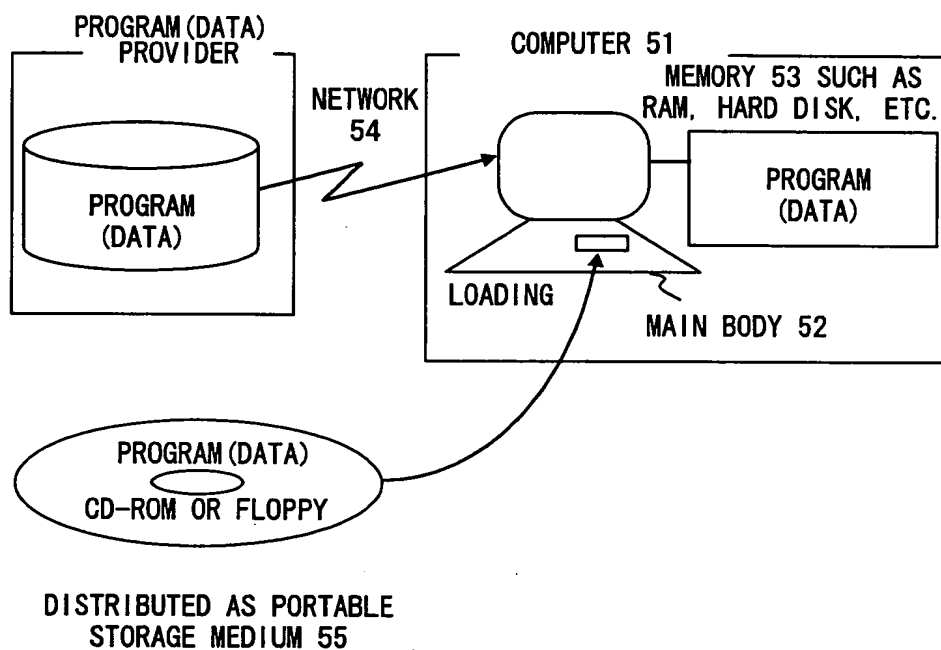 PROGRAM(DATA)
PROVIDER
PROGRAM
(DATA)
NETWORK
54
COMPUTER 51
MEMORY 53 SUCH AS
RAM, HARD DISK, ETC.
PROGRAM
(DATA)
LOADING
MAIN BODY 52
PROGRAM(DATA)
CD-ROM OR FLOPPY
DISTRIBUTED AS PORTABLE
STORAGE MEDIUM 55